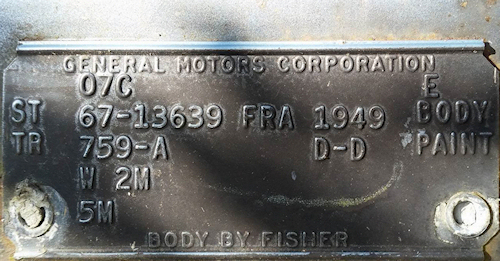 GENERAL MOTORS CORPORATION
07C E
ST 67-13639 FRA 1949 BODY
TR 759-A D-D PAINT
W 2M
5M
BODY BY FISHER